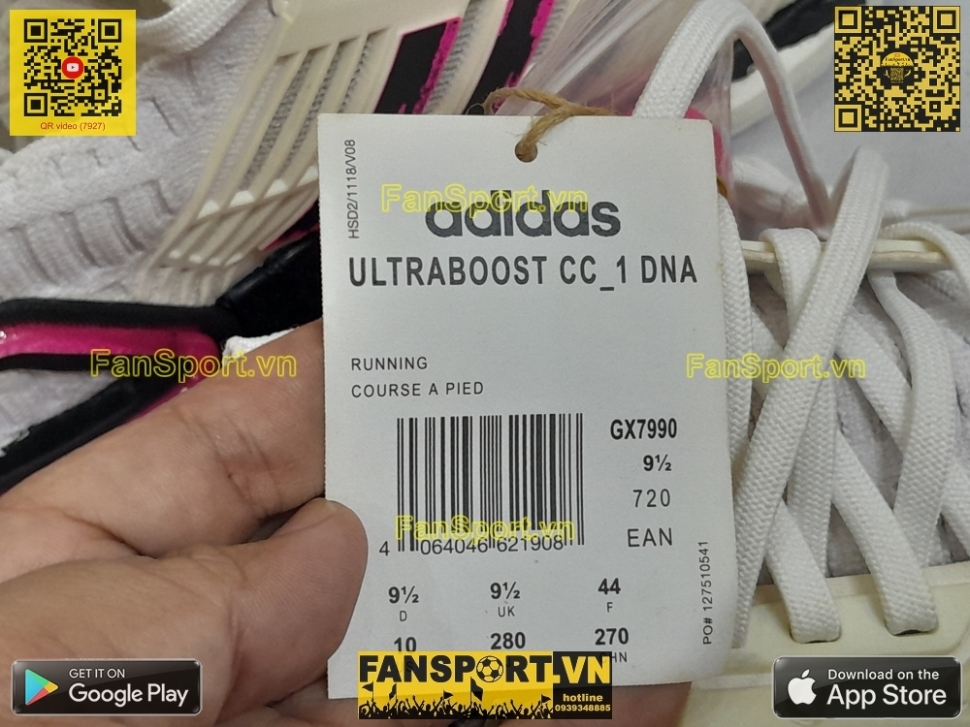 QR video (7927)
HSD2/1118/V08
FanSport.vn
adidas
ULTRABOOST CC_1 DNA
FanSport.vn
FanSport.vn
RUNNING
COURSE A PIED
GX7990
9½
720
EAN
FanSport.vn
4 064046 621908
PO# 127510541
9½ 9½ 44
D UK F
10 280 270
HN
GET IT ON
Google Play
FANSPORT.VN
hotline
0939348885
Download on the
App Store